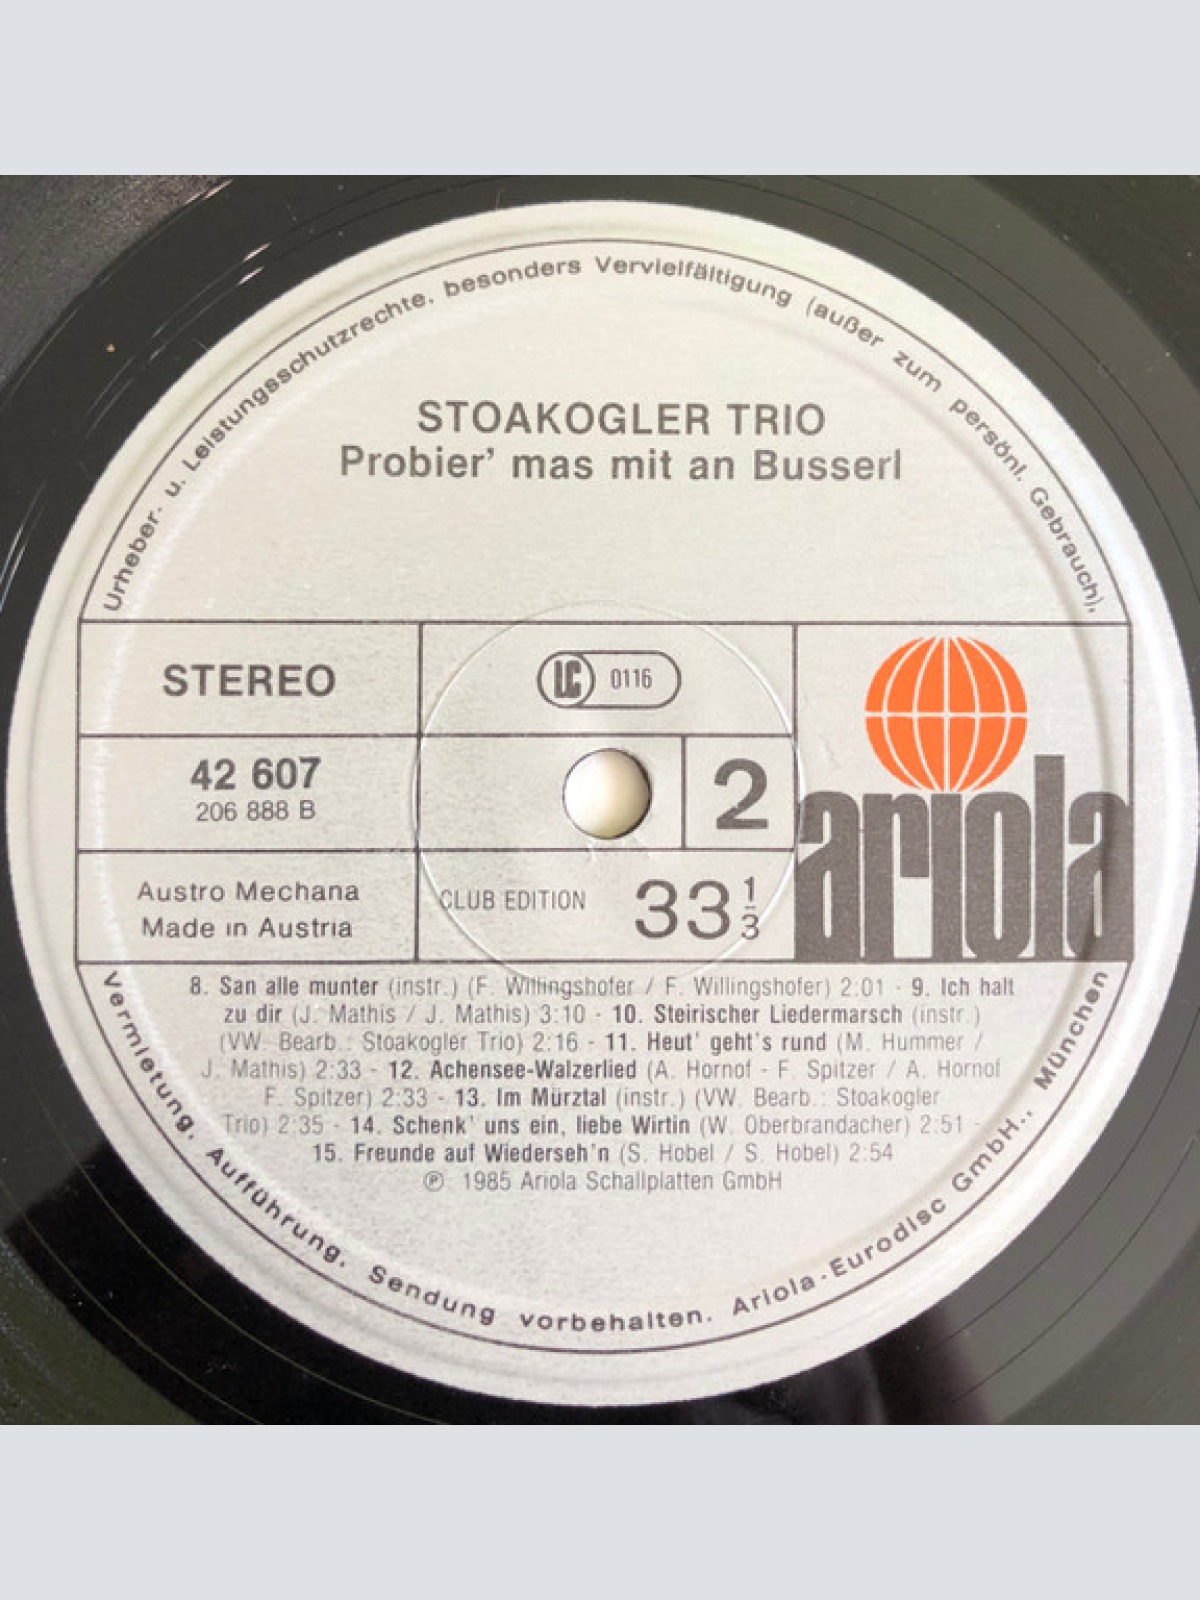 Urheber- u. Leistungsschutzrechte, besonders Vervielfältigung (außer zum persönl. Gebrauch),
STOAKOGLER TRIO
Probier' mas mit an Busserl
STEREO
LC 0116
42 607
206 888 B
2
ariola
Austro Mechana
Made in Austria
CLUB EDITION
33 1/3
8. San alle munter (instr.) (F. Willingshofer / F. Willingshofer) 2:01 - 9. Ich halt
zu dir (J. Mathis / J. Mathis) 3:10 - 10. Steirischer Liedermarsch (instr.)
(VW. Bearb.: Stoakogler Trio) 2:16 - 11. Heut' geht's rund (M. Hummer /
J. Mathis) 2:33 - 12. Achensee-Walzerlied (A. Hornof - F. Spitzer / A. Hornof
F. Spitzer) 2:33 - 13. Im Mürztal (instr.) (VW. Bearb.: Stoakogler
Trio) 2:35 - 14. Schenk' uns ein, liebe Wirtin (W. Oberbrandacher) 2:51 -
15. Freunde auf Wiederseh'n (S. Hobel / S. Hobel) 2:54
℗ 1985 Ariola Schallplatten GmbH
Vermietung, Aufführung, Sendung vorbehalten. Ariola-Eurodisc GmbH., München